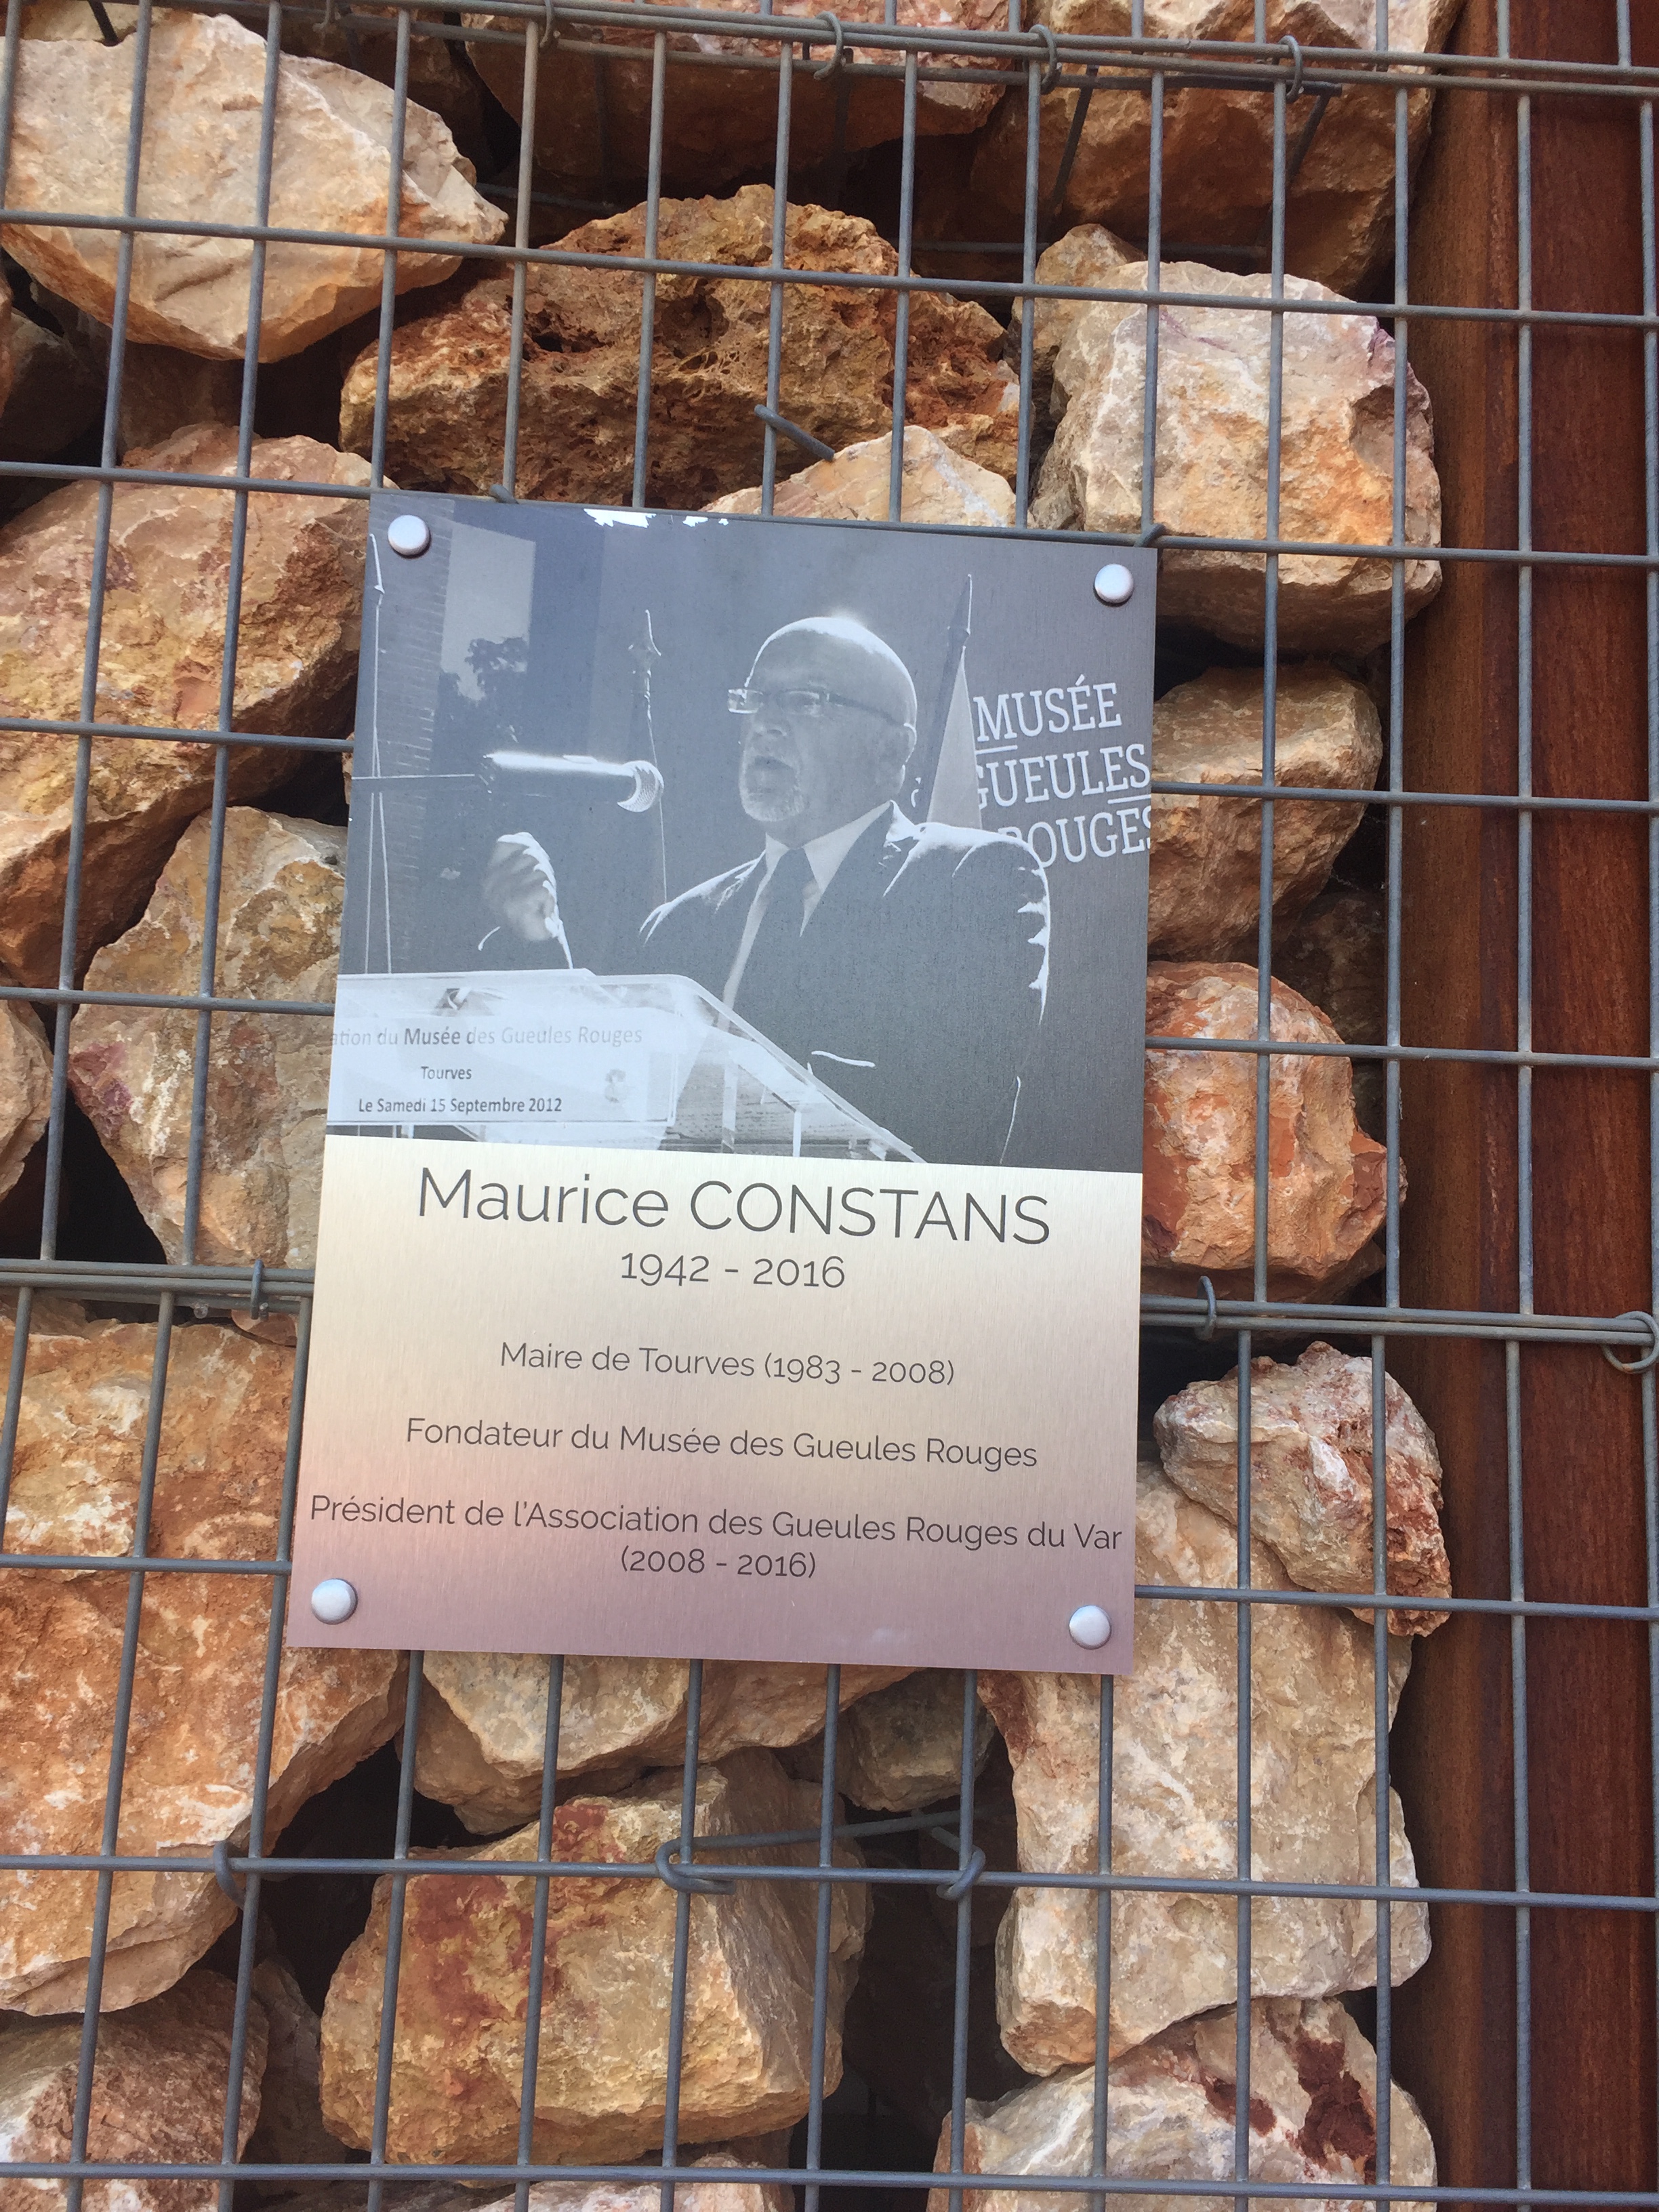 MUSÉE
GUEULES
ROUGES
du Musée des Gueules Rouges
Tourves
Le Samedi 15 Septembre 2012
Maurice CONSTANS
1942 - 2016
Maire de Tourves (1983 - 2008)
Fondateur du Musée des Gueules Rouges
Président de l'Association des Gueules Rouges du Var
(2008 - 2016)